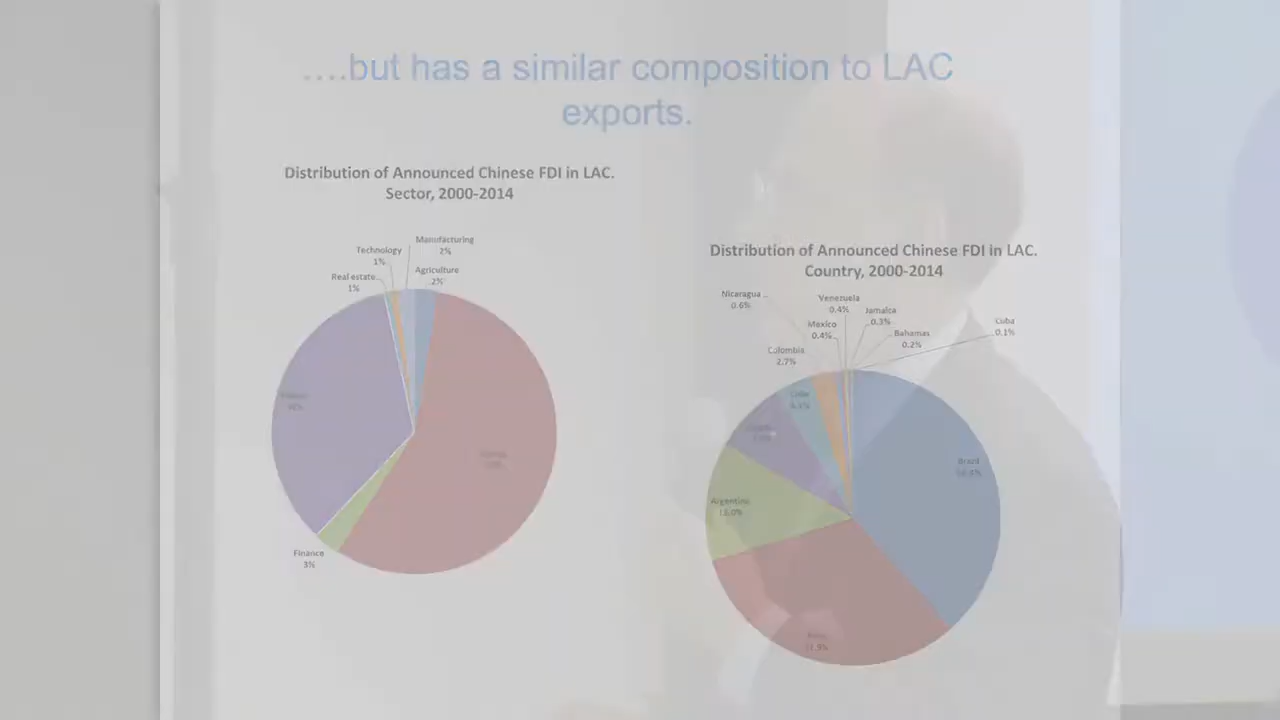 ....but has a similar composition to LAC
exports.
Distribution of Announced Chinese FDI in LAC.
Sector, 2000-2014
Manufacturing
2%
Technology
1%
Agriculture
2%
Real estate
1%
Finance
3%
Distribution of Announced Chinese FDI in LAC.
Country, 2000-2014
Nicaragua ..
0.6%
Venezuela
0.4%
Jamaica
0.3%
Cuba
0.1%
Mexico
0.4%
Bahamas
0.2%
Colombia
2.7%
Brazil
Argentina